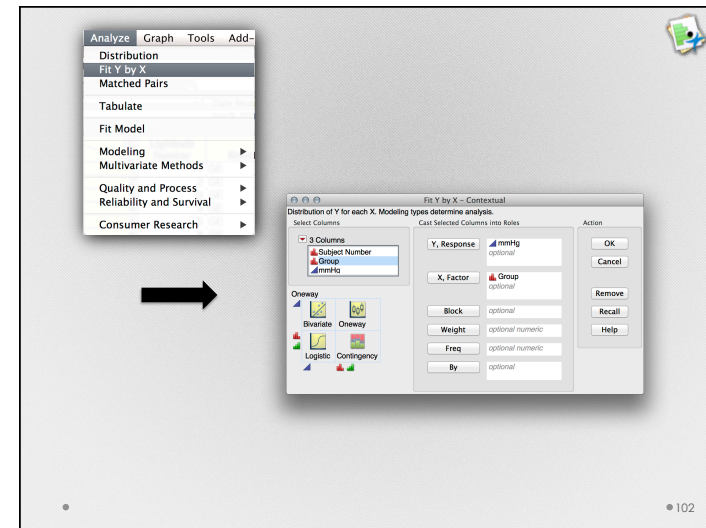 Analyze Graph Tools Add-
Distribution
Fit Y by X
Matched Pairs
Tabulate
Fit Model
Modeling
Multivariate Methods
Quality and Process
Reliability and Survival
Consumer Research
Fit Y by X – Contextual
Distribution of Y for each X. Modeling types determine analysis.
Select Columns
3 Columns
Subject Number
Group
mmHg
Oneway
Bivariate Oneway
Logistic Contingency
Cast Selected Columns into Roles
Y, Response mmHg
optional
X, Factor Group
optional
Block optional
Weight optional numeric
Freq optional numeric
By optional
Action
OK
Cancel
Remove
Recall
Help
102